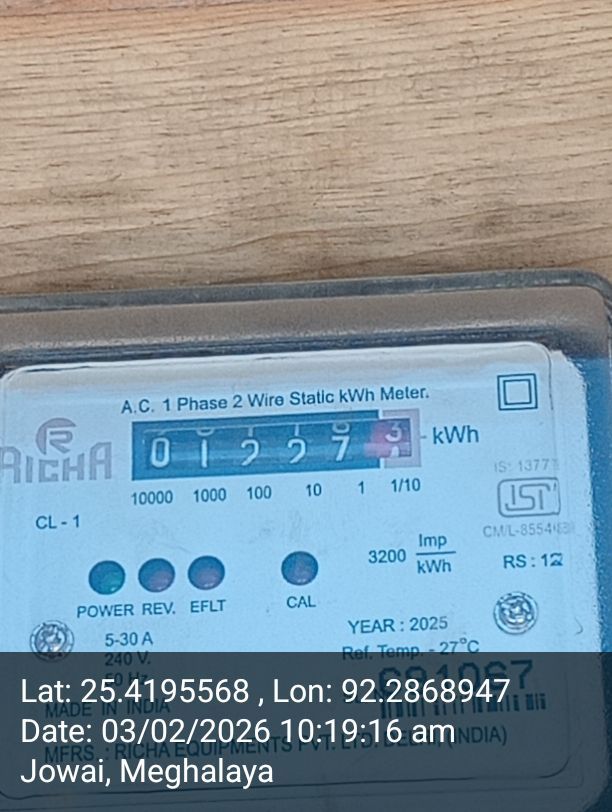 A.C. 1 Phase 2 Wire Static kWh Meter.
R
RICHA
0 1 2 2 7 3 kWh
10000 1000 100 10 1 1/10
IS: 13771
ISI
CL - 1
3200 Imp/kWh
RS : 12
POWER REV. EFLT CAL
YEAR : 2025
5-30 A
Ref. Temp. - 27°C
240 V.
MADE IN INDIA
MFRS. : RICHA EQUIPMENTS PVT. LTD. DELHI, (INDIA)
Lat: 25.4195568 , Lon: 92.2868947
Date: 03/02/2026 10:19:16 am
Jowai, Meghalaya